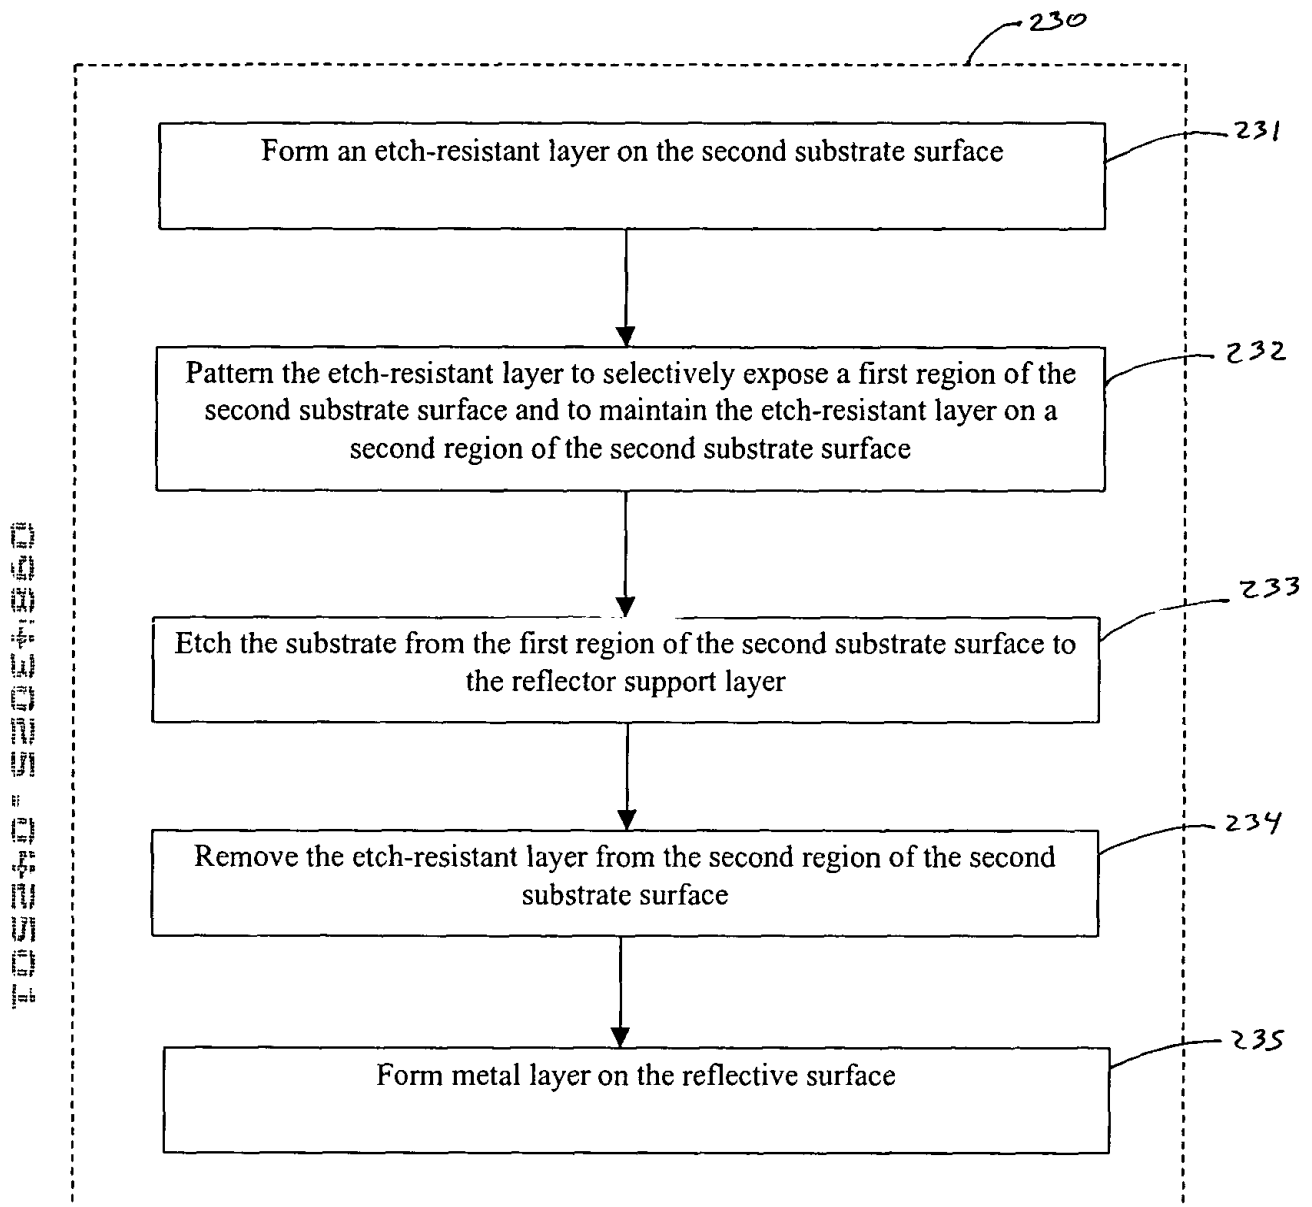 230
Form an etch-resistant layer on the second substrate surface
231
Pattern the etch-resistant layer to selectively expose a first region of the
second substrate surface and to maintain the etch-resistant layer on a
second region of the second substrate surface
232
Etch the substrate from the first region of the second substrate surface to
the reflector support layer
233
Remove the etch-resistant layer from the second region of the second
substrate surface
234
Form metal layer on the reflective surface
235